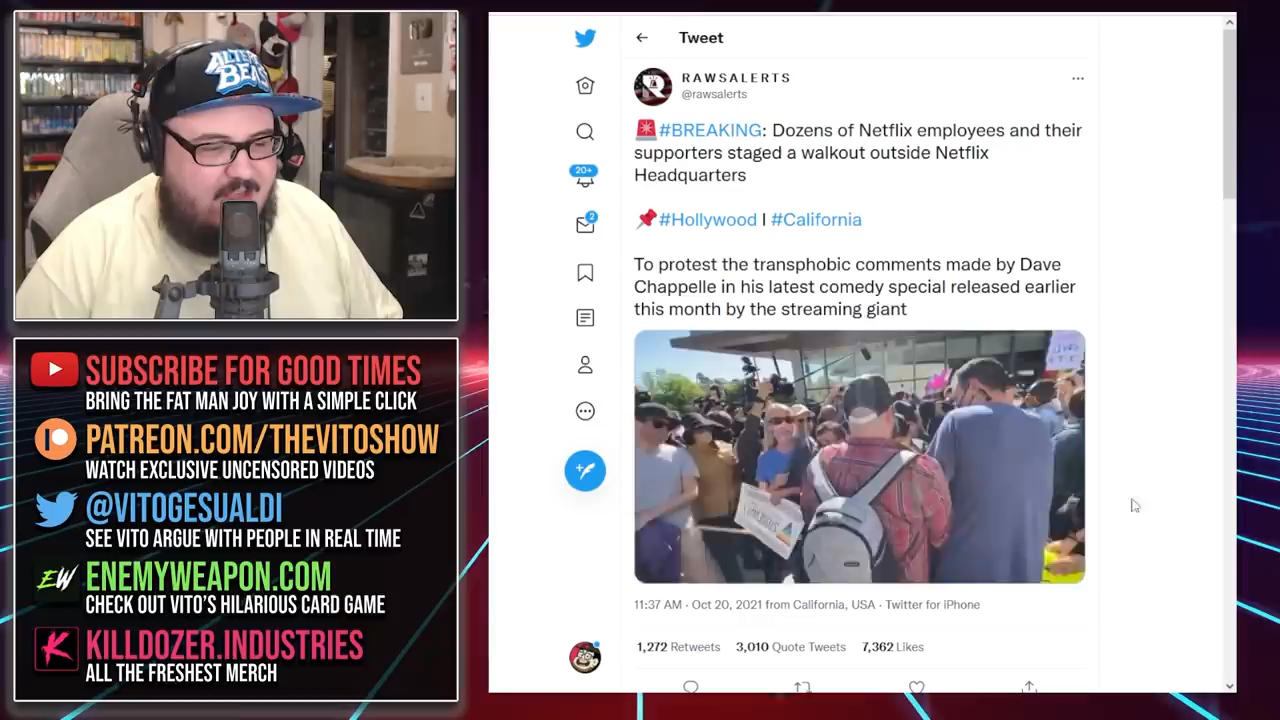 ALTERED BEAST
SUBSCRIBE FOR GOOD TIMES
BRING THE FAT MAN JOY WITH A SIMPLE CLICK
PATREON.COM/THEVITOSHOW
WATCH EXCLUSIVE UNCENSORED VIDEOS
@VITOGESUALDI
SEE VITO ARGUE WITH PEOPLE IN REAL TIME
EW
ENEMYWEAPON.COM
CHECK OUT VITO'S HILARIOUS CARD GAME
K
KILLDOZER.INDUSTRIES
ALL THE FRESHEST MERCH
20+
2
Tweet
R A W S A L E R T S
@rawsalerts
#BREAKING: Dozens of Netflix employees and their
supporters staged a walkout outside Netflix
Headquarters
#Hollywood | #California
To protest the transphobic comments made by Dave
Chappelle in his latest comedy special released earlier
this month by the streaming giant
11:37 AM · Oct 20, 2021 from California, USA · Twitter for iPhone
1,272 Retweets 3,010 Quote Tweets 7,362 Likes